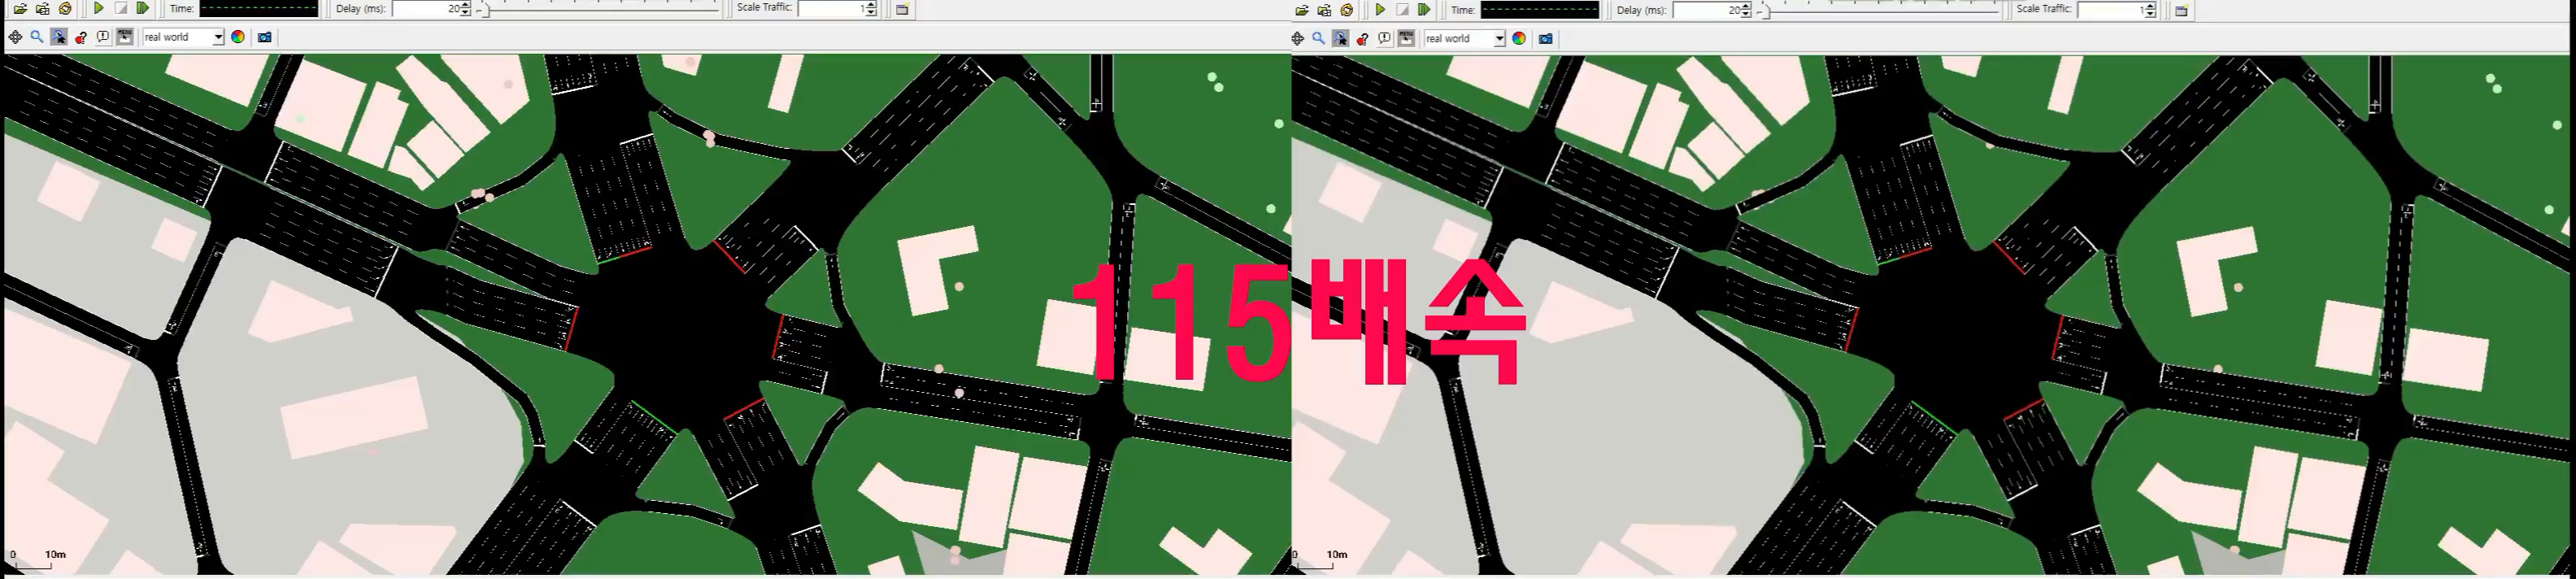 Time: Delay (ms): 20 Scale Traffic: 1
Time: Delay (ms): 20 Scale Traffic: 1
real world
real world
115배속
0 10m
0 10m